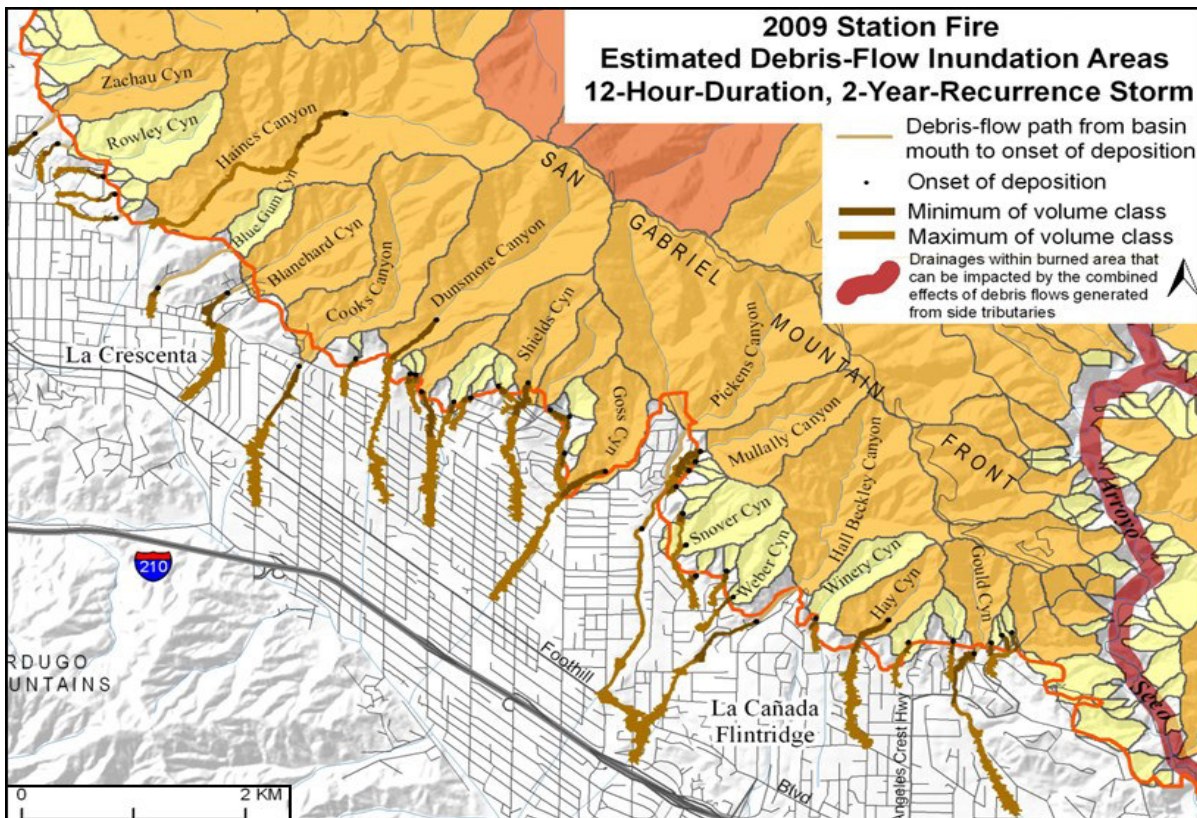 2009 Station Fire
Estimated Debris-Flow Inundation Areas
12-Hour-Duration, 2-Year-Recurrence Storm
Debris-flow path from basin
mouth to onset of deposition
Onset of deposition
Minimum of volume class
Maximum of volume class
Drainages within burned area that
can be impacted by the combined
effects of debris flows generated
from side tributaries
Zachau Cyn
Rowley Cyn
Haines Canyon
Blue Gum Cyn
Blanchard Cyn
Cooks Canyon
Dunsmore Canyon
Shields Cyn
Goss Cyn
Pickens Canyon
Mullally Canyon
Hall Beckley Canyon
Snover Cyn
Weber Cyn
Winery Cyn
Hay Cyn
Gould Cyn
SAN
GABRIEL
MOUNTAIN
FRONT
Arroyo
Seco
La Crescenta
210
RDUGO
UNTAINS
Foothill
Blvd
La Cañada
Flintridge
Angeles Crest Hwy
0 2 KM